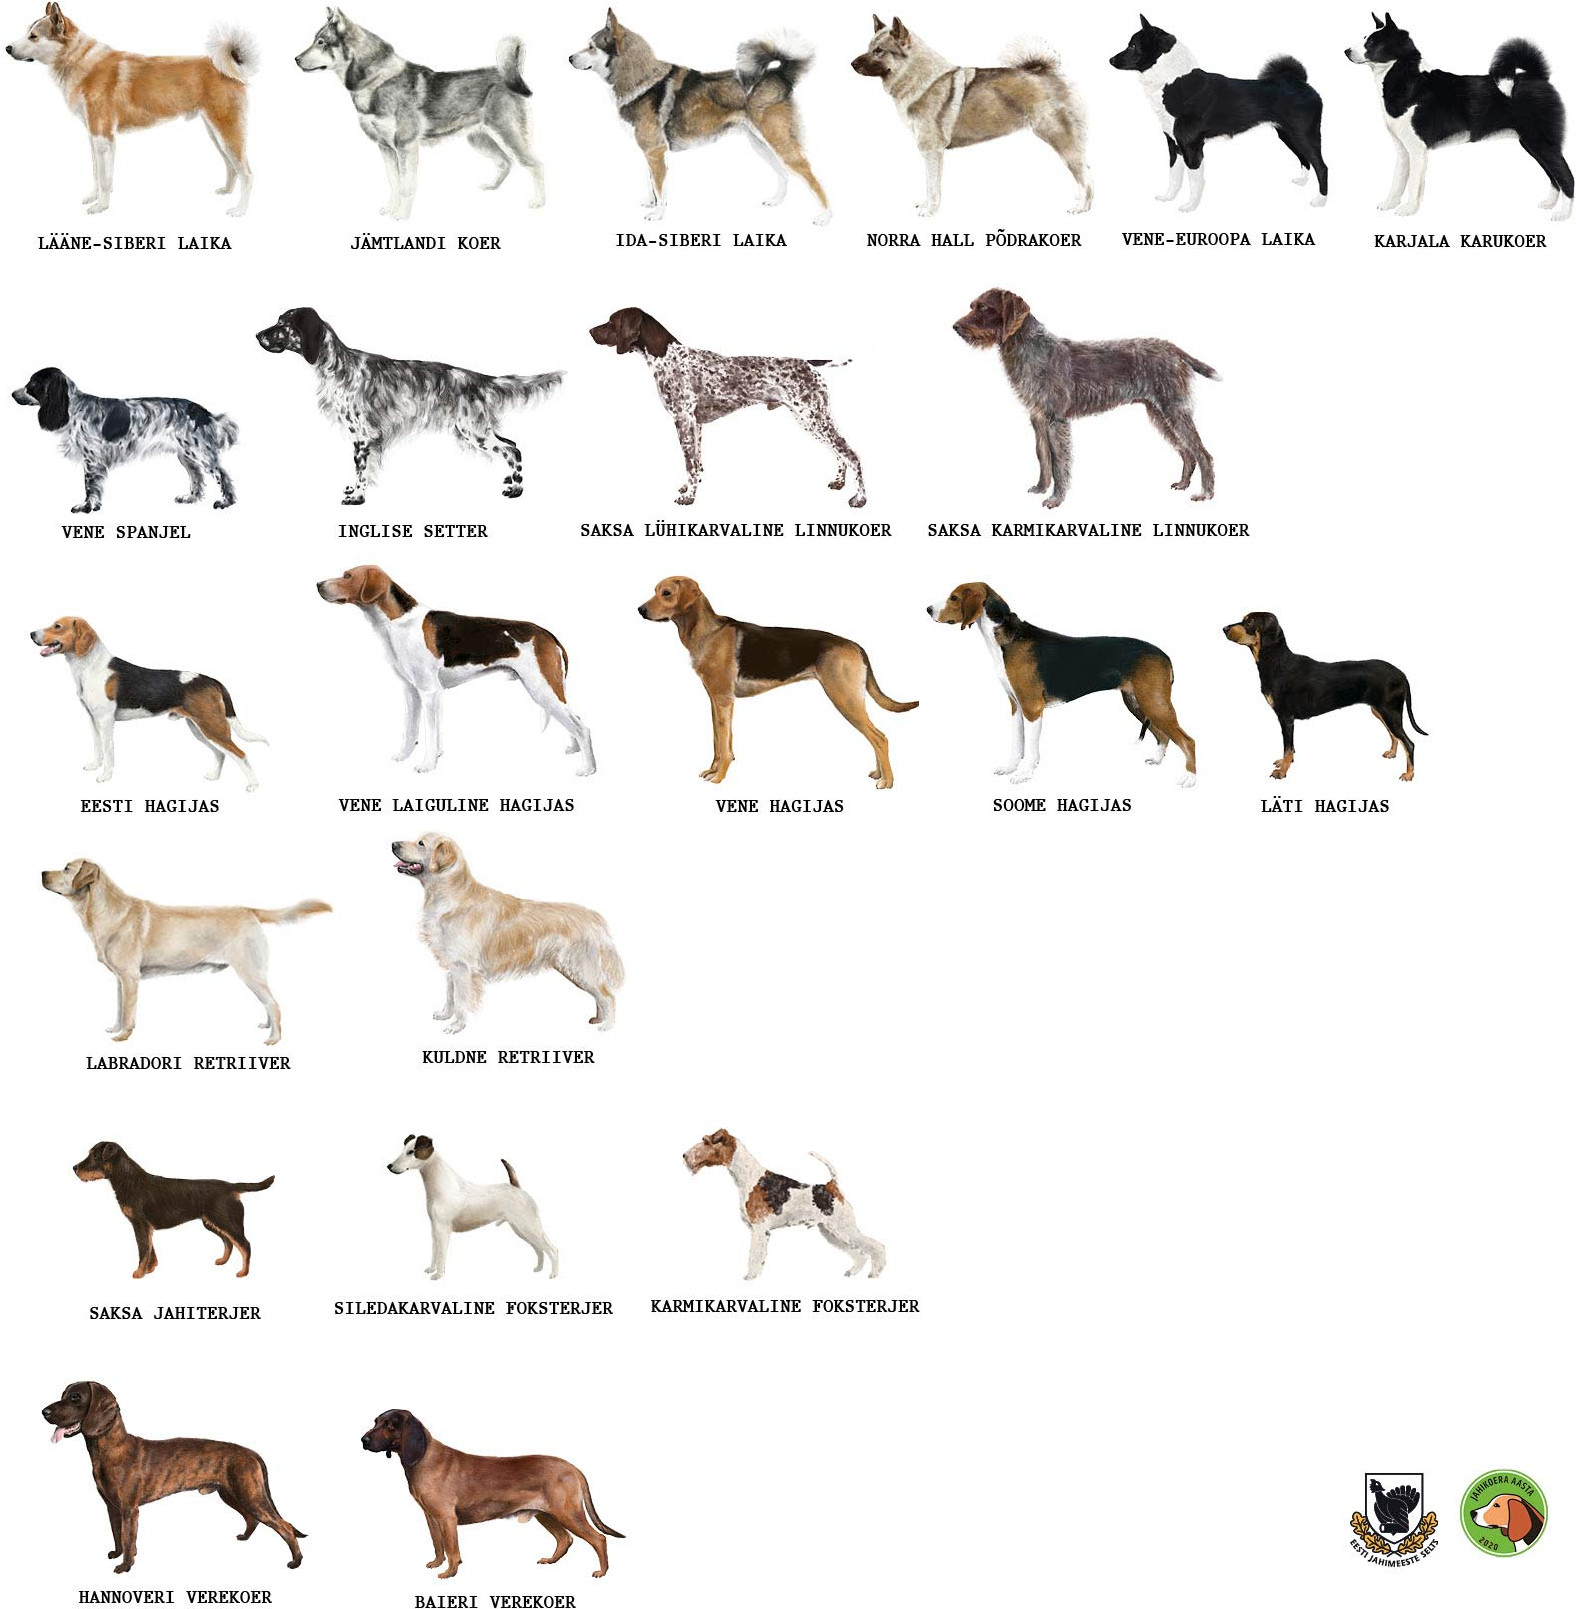 LÄÄNE-SIBERI LAIKA
JÄMTLANDI KOER
IDA-SIBERI LAIKA
NORRA HALL PÕDRAKOER
VENE-EUROOPA LAIKA
KARJALA KARUKOER
VENE SPANJEL
INGLISE SETTER
SAKSA LÜHIKARVALINE LINNUKOER
SAKSA KARMIKARVALINE LINNUKOER
EESTI HAGIJAS
VENE LAIGULINE HAGIJAS
VENE HAGIJAS
SOOME HAGIJAS
LÄTI HAGIJAS
LABRADORI RETRIIVER
KULDNE RETRIIVER
SAKSA JAHITERJER
SILEDAKARVALINE FOKSTERJER
KARMIKARVALINE FOKSTERJER
HANNOVERI VEREKOER
BAIERI VEREKOER
EESTI JAHIMEESTE SELTS
JAHIKOERA AASTA
2020